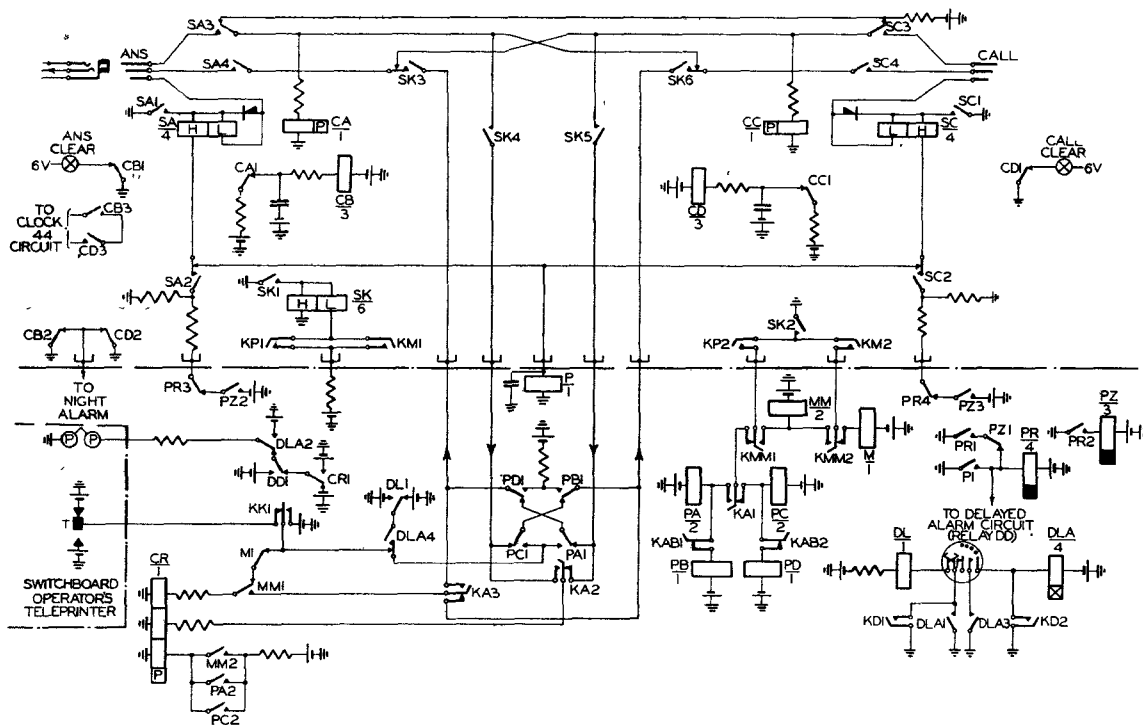 SA3
SC3
ANS
SA4
SK3
SK6
SC4
CALL
SA1
SA
4
H
L
P
CA
1
SK4
SK5
CC
1
P
L
H
SC
4
SC1
ANS
CLEAR
6V
CB1
CA1
CB
3
CD
3
CC1
CALL
CLEAR
CD1
6V
TO
CLOCK
44
CIRCUIT
CB3
CD3
SA2
SC2
SK1
H
L
SK
6
SK2
CB2
CD2
KP1
KM1
KP2
KM2
TO
NIGHT
ALARM
PR3
PZ2
P
1
MM
2
PR4
PZ3
PZ
3
P
P
DLA2
DD1
CR1
DL1
PD1
PB1
KMM1
KMM2
M
1
PR1
PZ1
PR
4
PR2
P1
T
KK1
DLA4
PA
2
KA1
PC
2
TO DELAYED
ALARM CIRCUIT
(RELAY DD)
M1
PC1
PA1
KAB1
KAB2
DL
1
DLA
4
SWITCHBOARD
OPERATOR'S
TELEPRINTER
CR
1
MM1
KA3
KA2
PB
1
PD
1
KD1
DLA1
DLA3
KD2
P
MM2
PA2
PC2